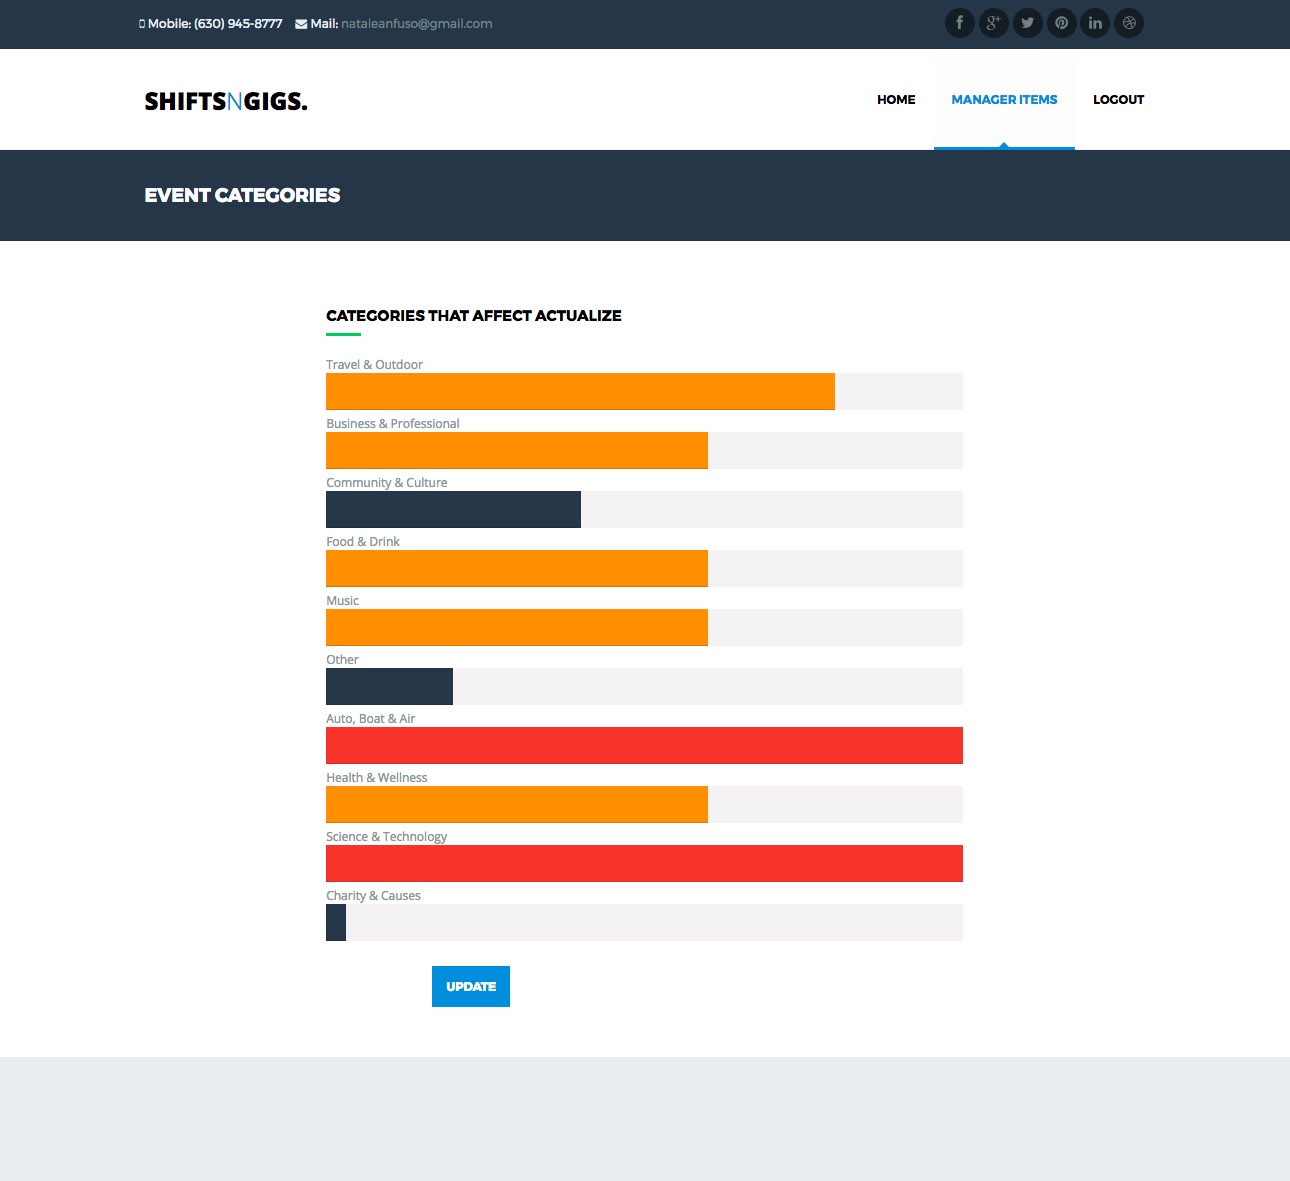 Mobile: (630) 945-8777 Mail: nataleanfuso@gmail.com
SHIFTSNGIGS.
HOME MANAGER ITEMS LOGOUT
EVENT CATEGORIES
CATEGORIES THAT AFFECT ACTUALIZE
Travel & Outdoor
Business & Professional
Community & Culture
Food & Drink
Music
Other
Auto, Boat & Air
Health & Wellness
Science & Technology
Charity & Causes
UPDATE